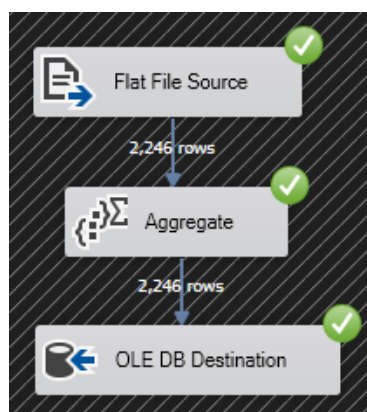 Flat File Source
2,246 rows
Aggregate
2,246 rows
OLE DB Destination